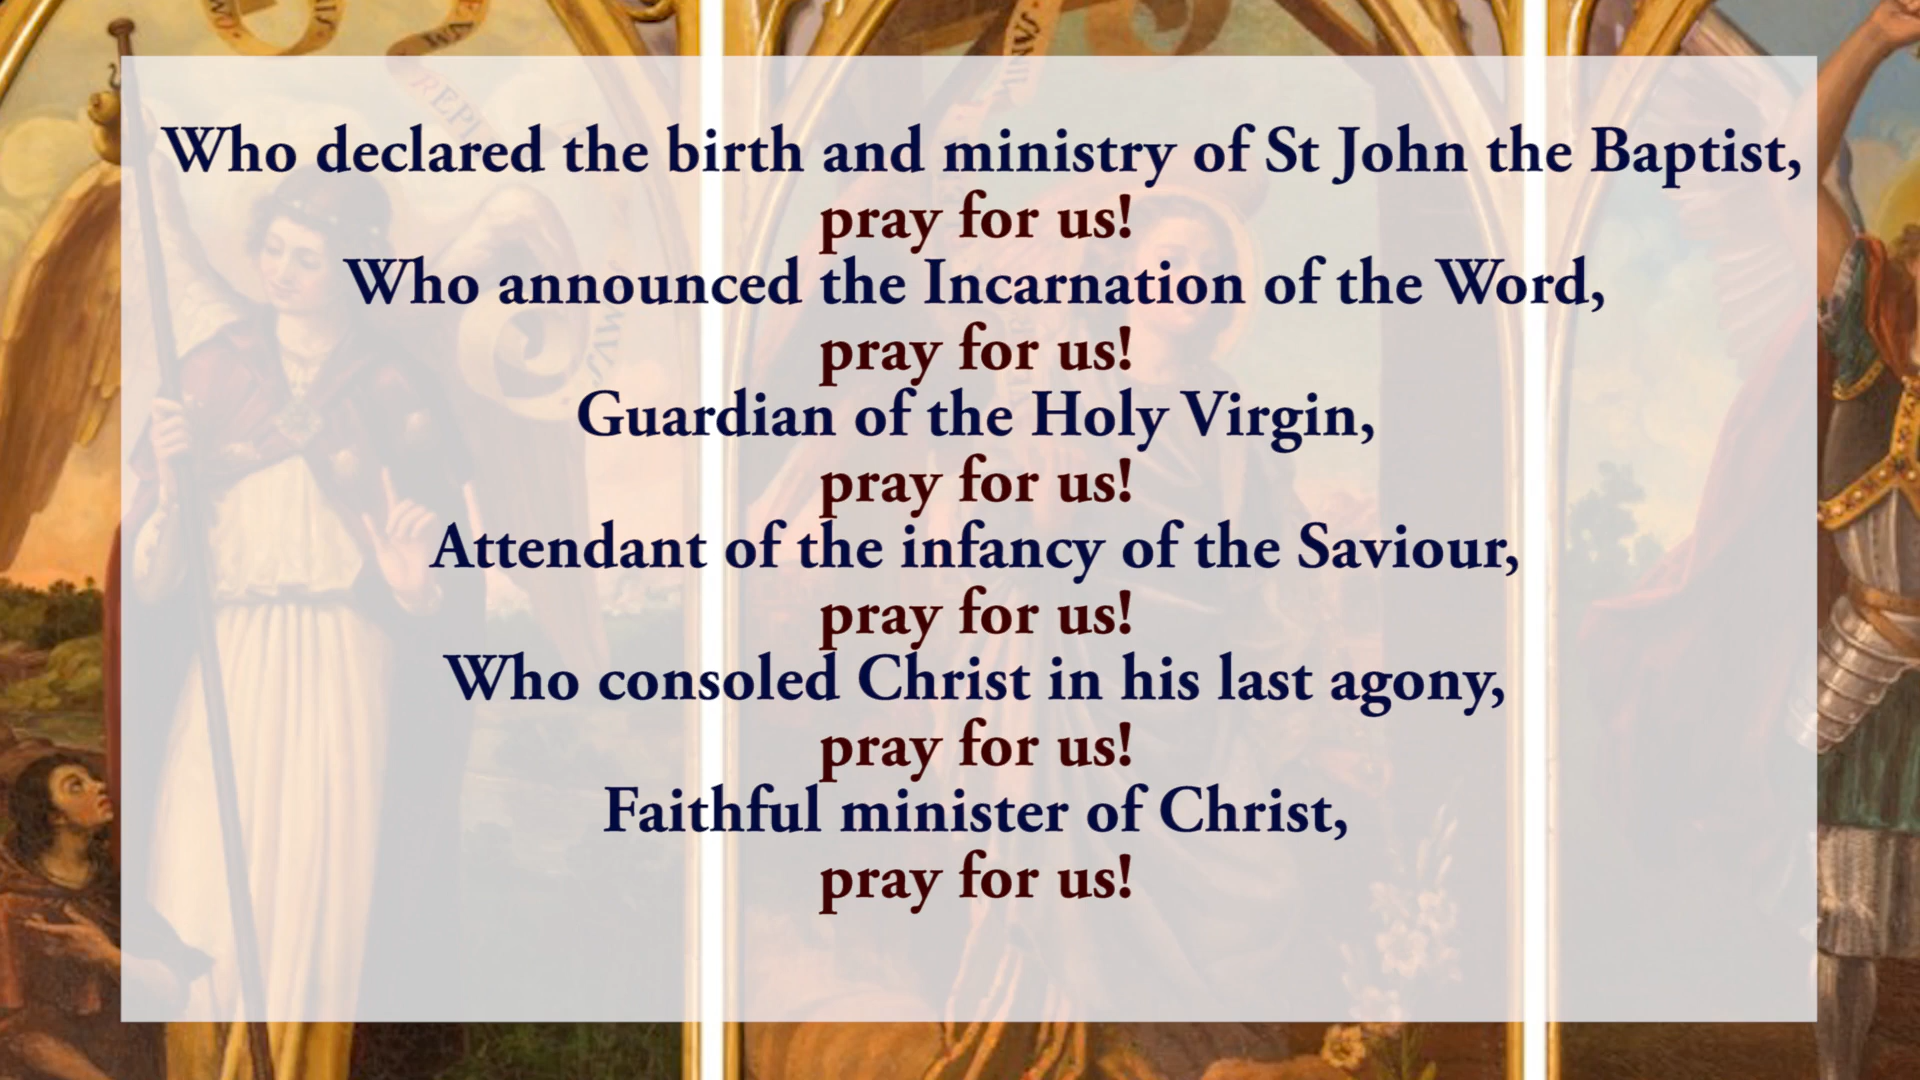 Who declared the birth and ministry of St John the Baptist,
pray for us!
Who announced the Incarnation of the Word,
pray for us!
Guardian of the Holy Virgin,
pray for us!
Attendant of the infancy of the Saviour,
pray for us!
Who consoled Christ in his last agony,
pray for us!
Faithful minister of Christ,
pray for us!